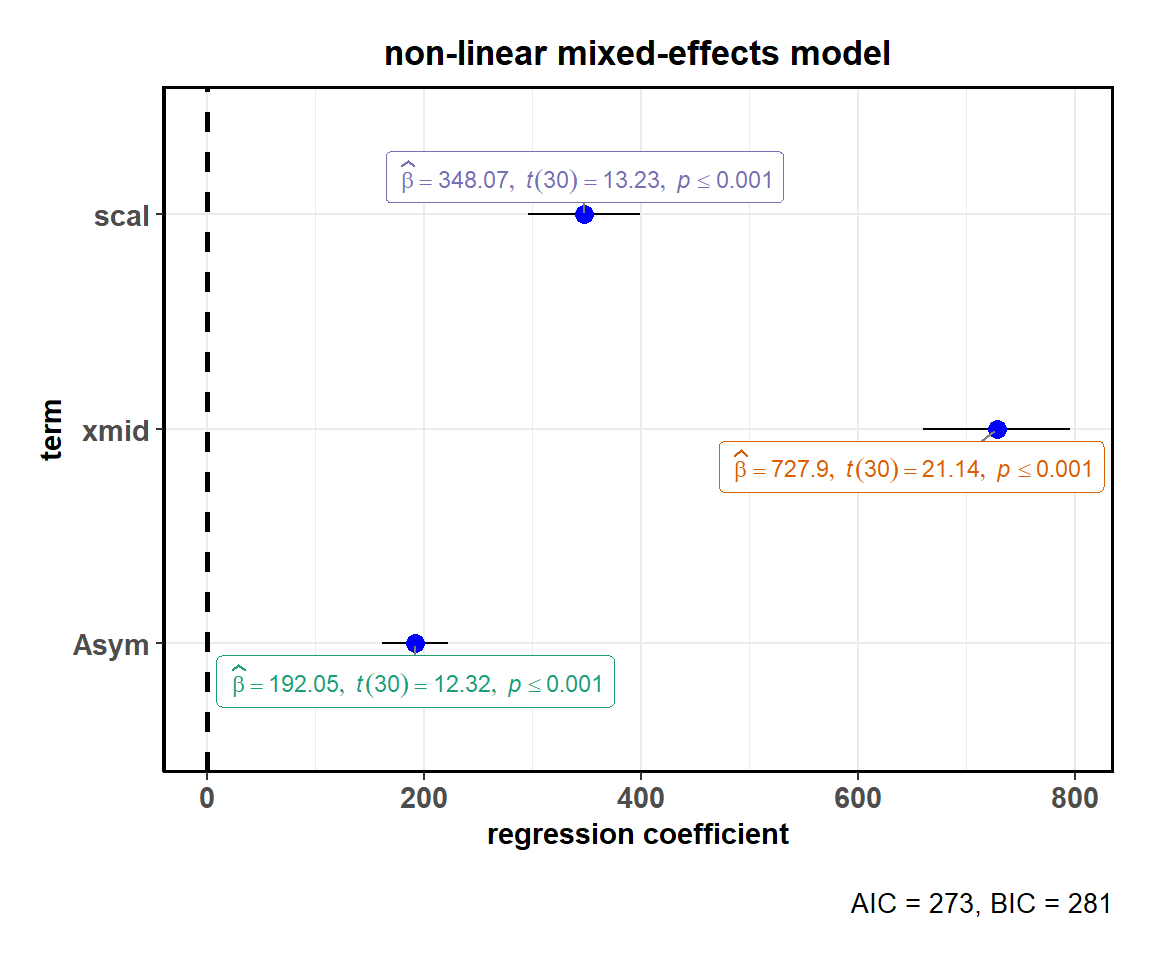 non-linear mixed-effects model
β̂ = 348.07, t(30) = 13.23, p ≤ 0.001
scal
term
xmid
β̂ = 727.9, t(30) = 21.14, p ≤ 0.001
Asym
β̂ = 192.05, t(30) = 12.32, p ≤ 0.001
0 200 400 600 800
regression coefficient
AIC = 273, BIC = 281